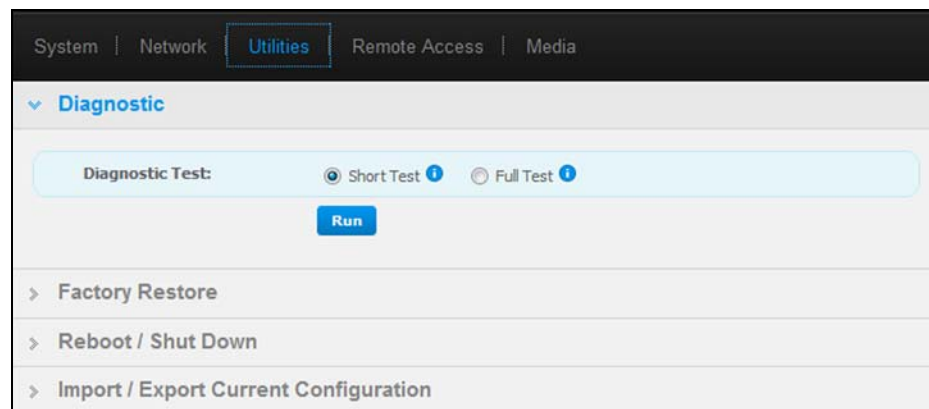 System | Network | Utilities | Remote Access | Media
Diagnostic
Diagnostic Test: Short Test Full Test
Run
Factory Restore
Reboot / Shut Down
Import / Export Current Configuration